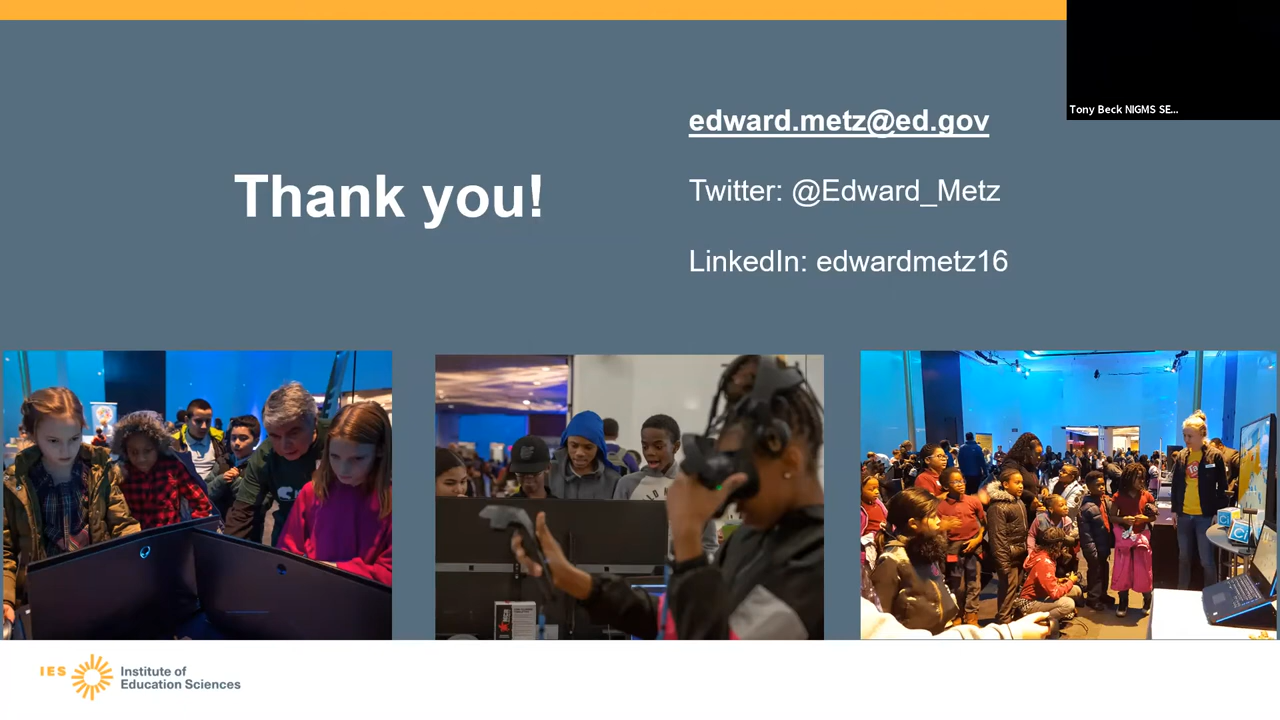 Tony Beck NIGMS SE...
edward.metz@ed.gov
Thank you!
Twitter: @Edward_Metz
LinkedIn: edwardmetz16
IES
Institute of
Education Sciences